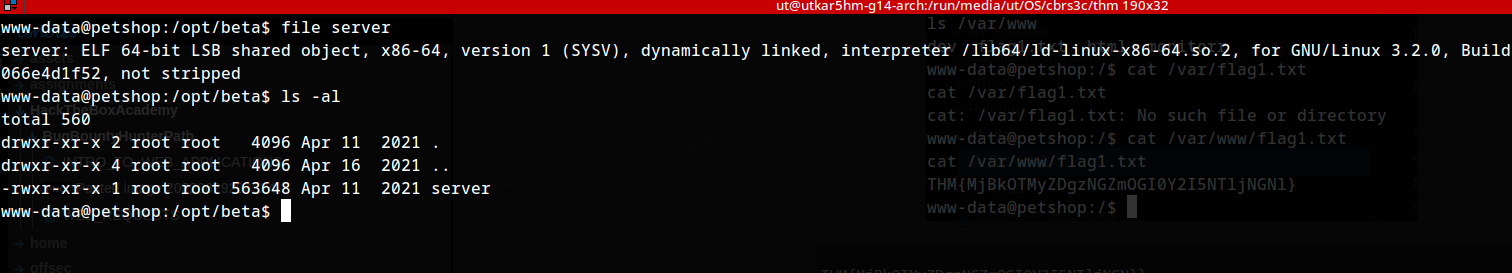 ut@utkar5hm-g14-arch:/run/media/ut/OS/cbrs3c/thm 190x32
www-data@petshop:/opt/beta$ file server
server: ELF 64-bit LSB shared object, x86-64, version 1 (SYSV), dynamically linked, interpreter /lib64/ld-linux-x86-64.so.2, for GNU/Linux 3.2.0, Build
066e4d1f52, not stripped
www-data@petshop:/opt/beta$ ls -al
total 560
drwxr-xr-x 2 root root   4096 Apr 11  2021 .
drwxr-xr-x 4 root root   4096 Apr 16  2021 ..
-rwxr-xr-x 1 root root 563648 Apr 11  2021 server
www-data@petshop:/opt/beta$
assets
assignments
HackTheBoxAcademy
BugBountyHunterPath
home
offsec
ls /var/www
www-data@petshop:/$ cat /var/flag1.txt
cat /var/flag1.txt
cat: /var/flag1.txt: No such file or directory
www-data@petshop:/$ cat /var/www/flag1.txt
cat /var/www/flag1.txt
THM{MjBkOTMyZDgzNGZmOGI0Y2I5NTljNGNl}
www-data@petshop:/$